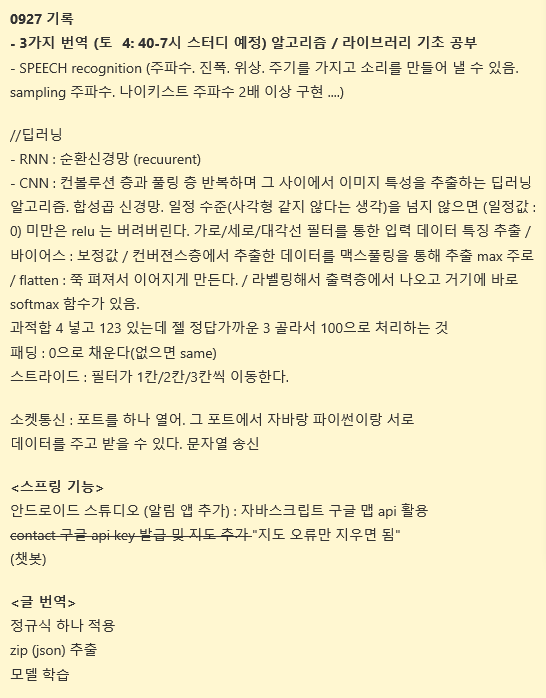 0927 기록
- 3가지 번역 (토  4: 40-7시 스터디 예정) 알고리즘 / 라이브러리 기초 공부
- SPEECH recognition (주파수. 진폭. 위상. 주기를 가지고 소리를 만들어 낼 수 있음.
sampling 주파수. 나이키스트 주파수 2배 이상 구현 ....)
//딥러닝
- RNN : 순환신경망 (recuurent)
- CNN : 컨볼루션 층과 풀링 층 반복하며 그 사이에서 이미지 특성을 추출하는 딥러닝
알고리즘. 합성곱 신경망. 일정 수준(사각형 같지 않다는 생각)을 넘지 않으면 (일정값 :
0) 미만은 relu 는 버려버린다. 가로/세로/대각선 필터를 통한 입력 데이터 특징 추출 /
바이어스 : 보정값 / 컨버젼스층에서 추출한 데이터를 맥스풀링을 통해 추출 max 주로
/ flatten : 쭉 펴져서 이어지게 만든다. / 라벨링해서 출력층에서 나오고 거기에 바로
softmax 함수가 있음.
과적합 4 넣고 123 있는데 젤 정답가까운 3 골라서 100으로 처리하는 것
패딩 : 0으로 채운다(없으면 same)
스트라이드 : 필터가 1칸/2칸/3칸씩 이동한다.
소켓통신 : 포트를 하나 열어. 그 포트에서 자바랑 파이썬이랑 서로
데이터를 주고 받을 수 있다. 문자열 송신
<스프링 기능>
안드로이드 스튜디오 (알림 앱 추가) : 자바스크립트 구글 맵 api 활용
contact 구글 api key 발급 및 지도 추가 "지도 오류만 지우면 됨"
(챗봇)
<글 번역>
정규식 하나 적용
zip (json) 추출
모델 학습